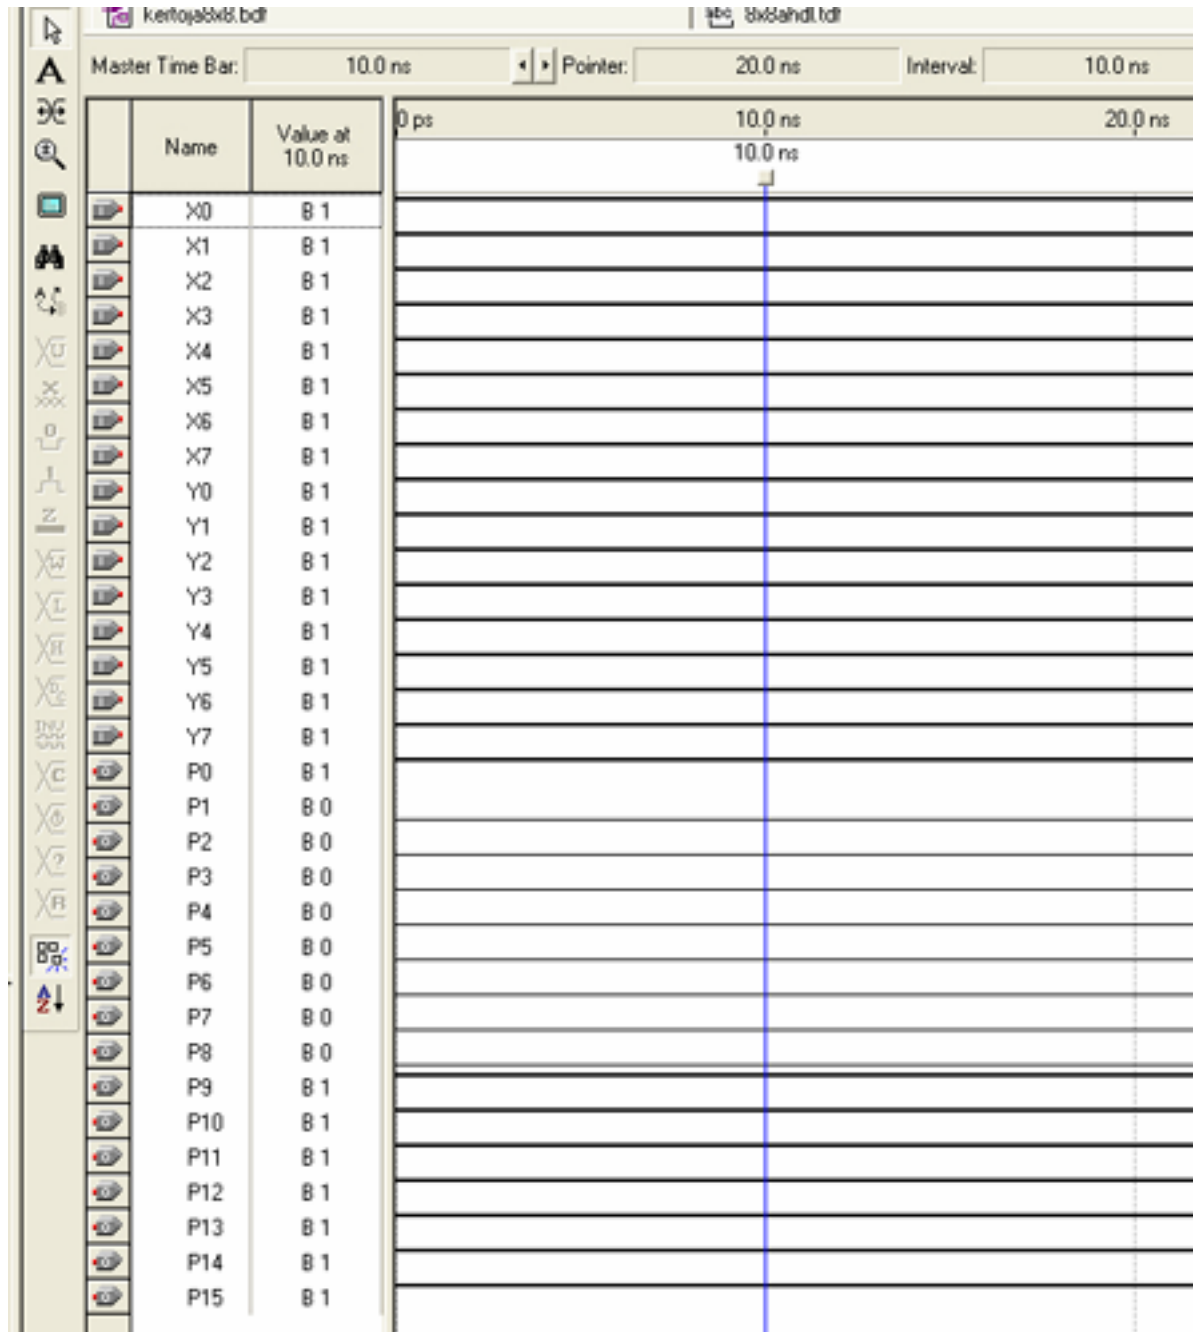 kertoja8x8.bdf
abc 8x8ahdl.tdf
Master Time Bar: 10.0 ns Pointer: 20.0 ns Interval: 10.0 ns
Name Value at 10.0 ns 0 ps 10.0 ns 20.0 ns
10.0 ns
X0 B 1
X1 B 1
X2 B 1
X3 B 1
X4 B 1
X5 B 1
X6 B 1
X7 B 1
Y0 B 1
Y1 B 1
Y2 B 1
Y3 B 1
Y4 B 1
Y5 B 1
Y6 B 1
Y7 B 1
P0 B 1
P1 B 0
P2 B 0
P3 B 0
P4 B 0
P5 B 0
P6 B 0
P7 B 0
P8 B 0
P9 B 1
P10 B 1
P11 B 1
P12 B 1
P13 B 1
P14 B 1
P15 B 1